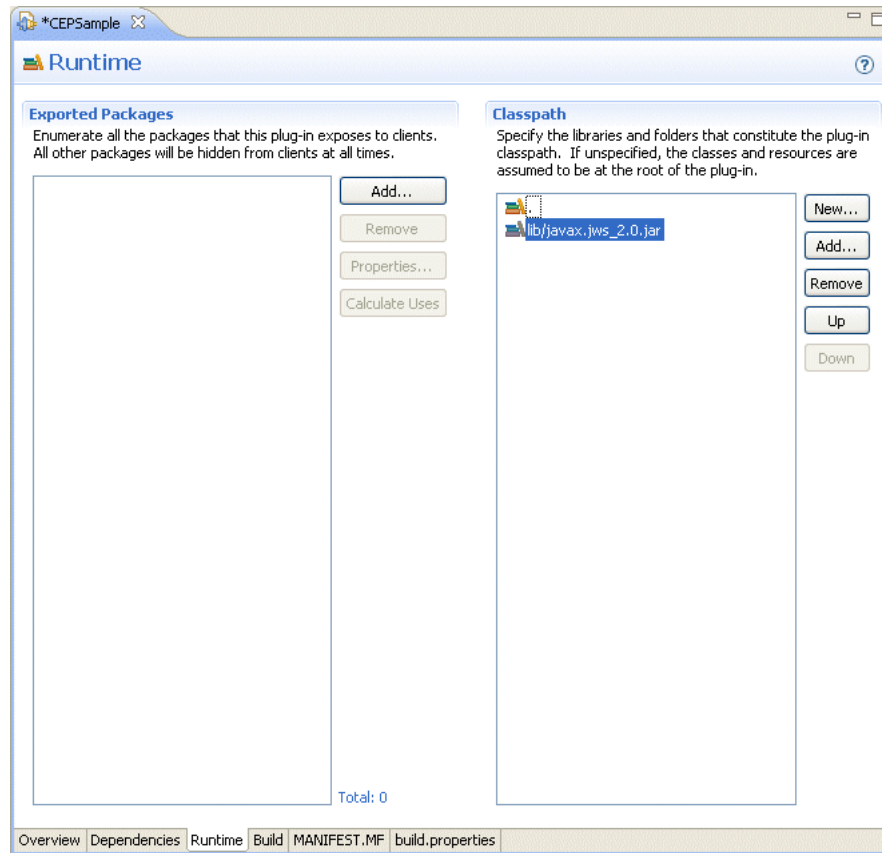 *CEPSample
Runtime
Exported Packages
Enumerate all the packages that this plug-in exposes to clients.
All other packages will be hidden from clients at all times.
Add...
Remove
Properties...
Calculate Uses
Total: 0
Classpath
Specify the libraries and folders that constitute the plug-in
classpath. If unspecified, the classes and resources are
assumed to be at the root of the plug-in.
.
lib/javax.jws_2.0.jar
New...
Add...
Remove
Up
Down
Overview Dependencies Runtime Build MANIFEST.MF build.properties